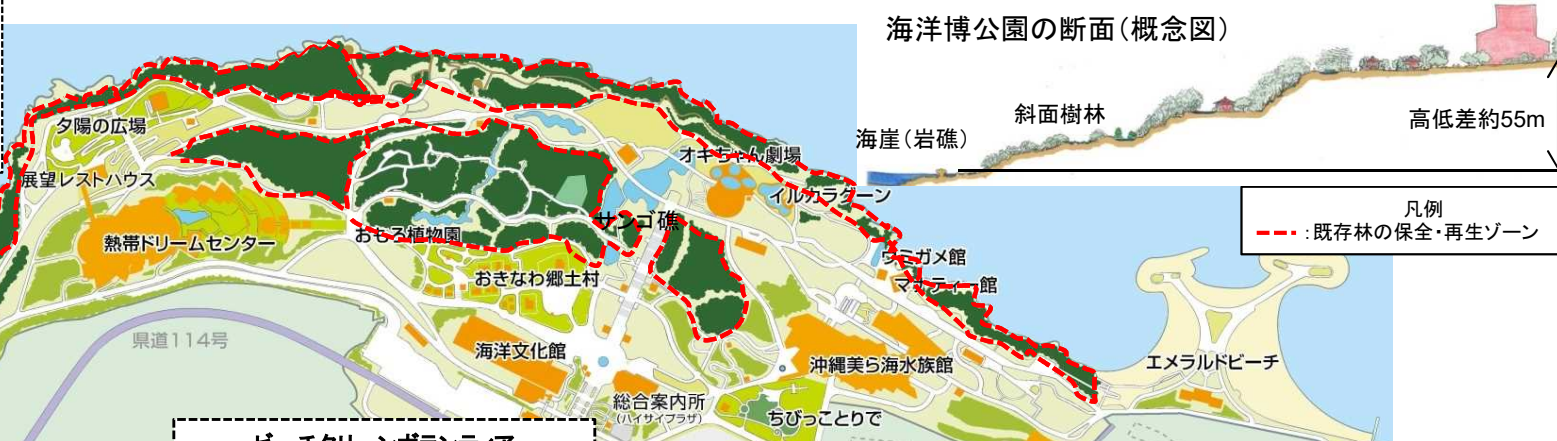 海洋博公園の断面(概念図)
斜面樹林
海崖(岩礁)
高低差約55m
凡例
:既存林の保全・再生ゾーン
夕陽の広場
展望レストハウス
熱帯ドリームセンター
おもろ植物園
サンゴ礁
おきなわ郷土村
オキちゃん劇場
イルカラグーン
ウミガメ館
マナティー館
県道114号
海洋文化館
沖縄美ら海水族館
エメラルドビーチ
総合案内所
(ハイサイプラザ)
ちびっことりで